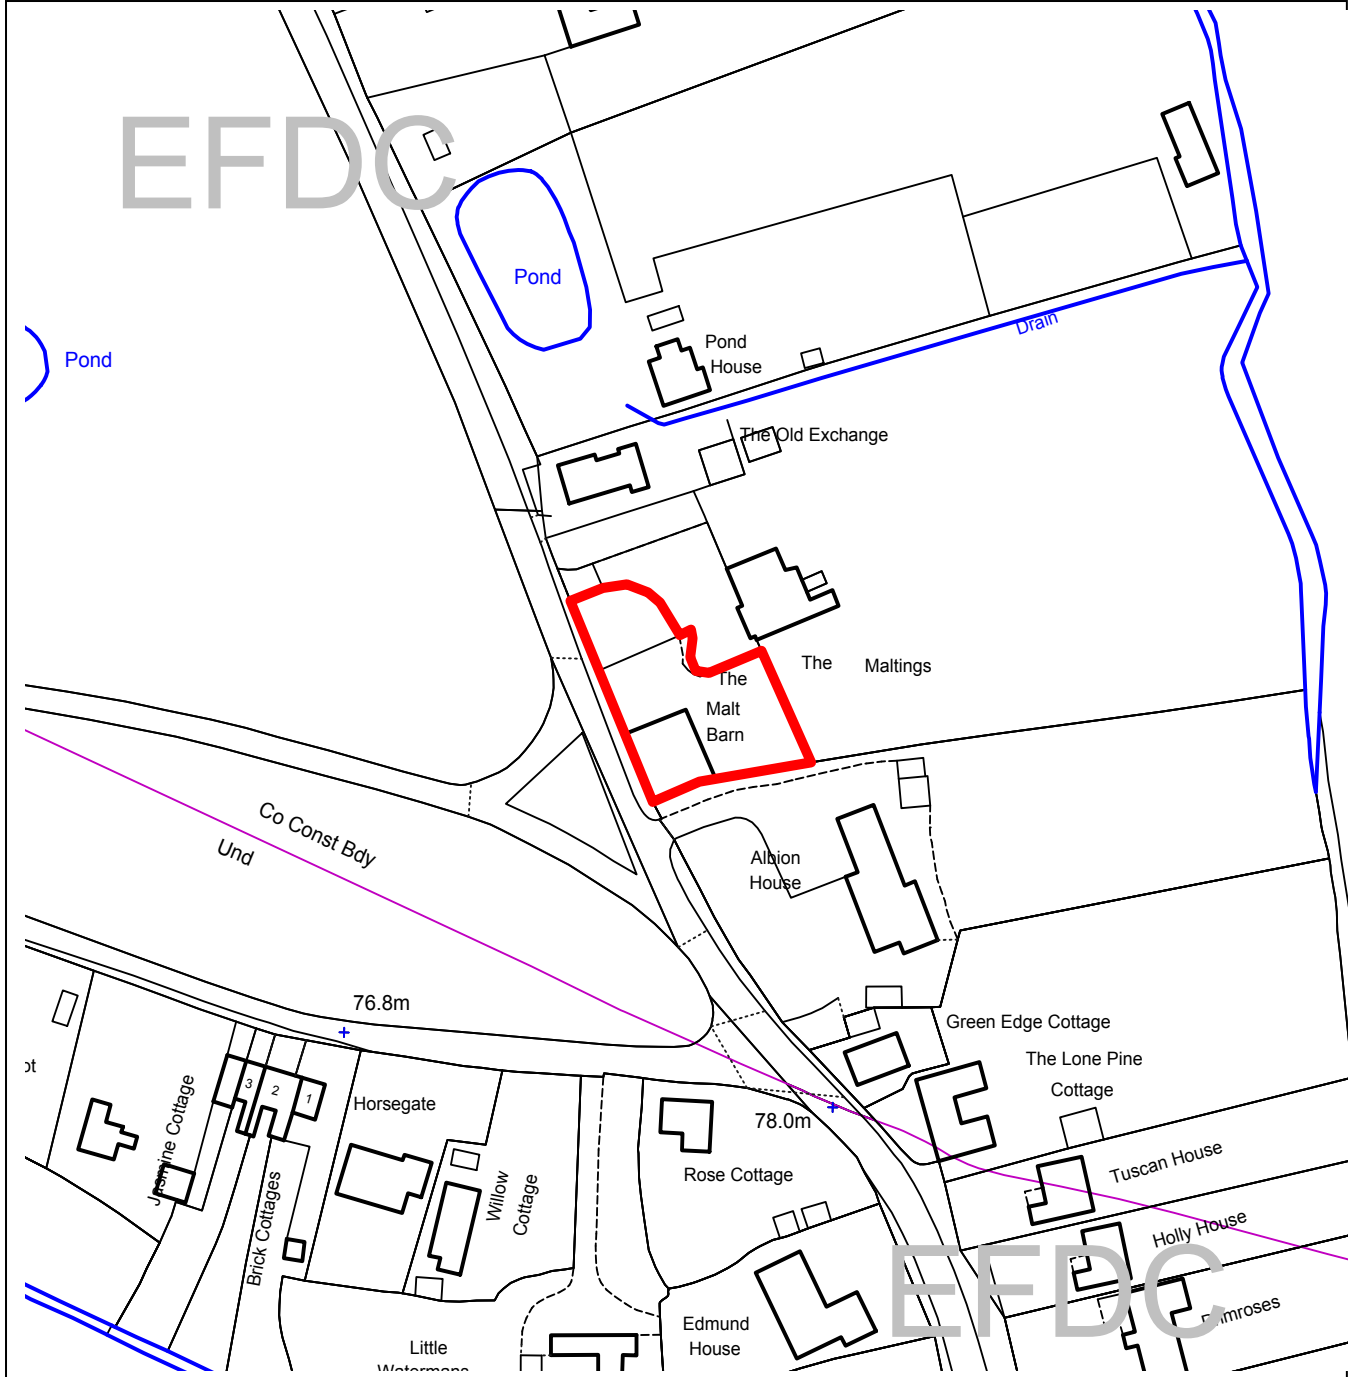 EFDC
Pond
Pond
Pond
House
Drain
The Old Exchange
The Maltings
The
Malt
Barn
Co Const Bdy
Und
Albion
House
76.8m
Green Edge Cottage
The Lone Pine
Cottage
78.0m
3
2
1
Horsegate
Jasmine Cottage
Brick Cottages
Willow
Cottage
Rose Cottage
Tuscan House
Holly House
EFDC
Primroses
Edmund
House
Little
Watermans